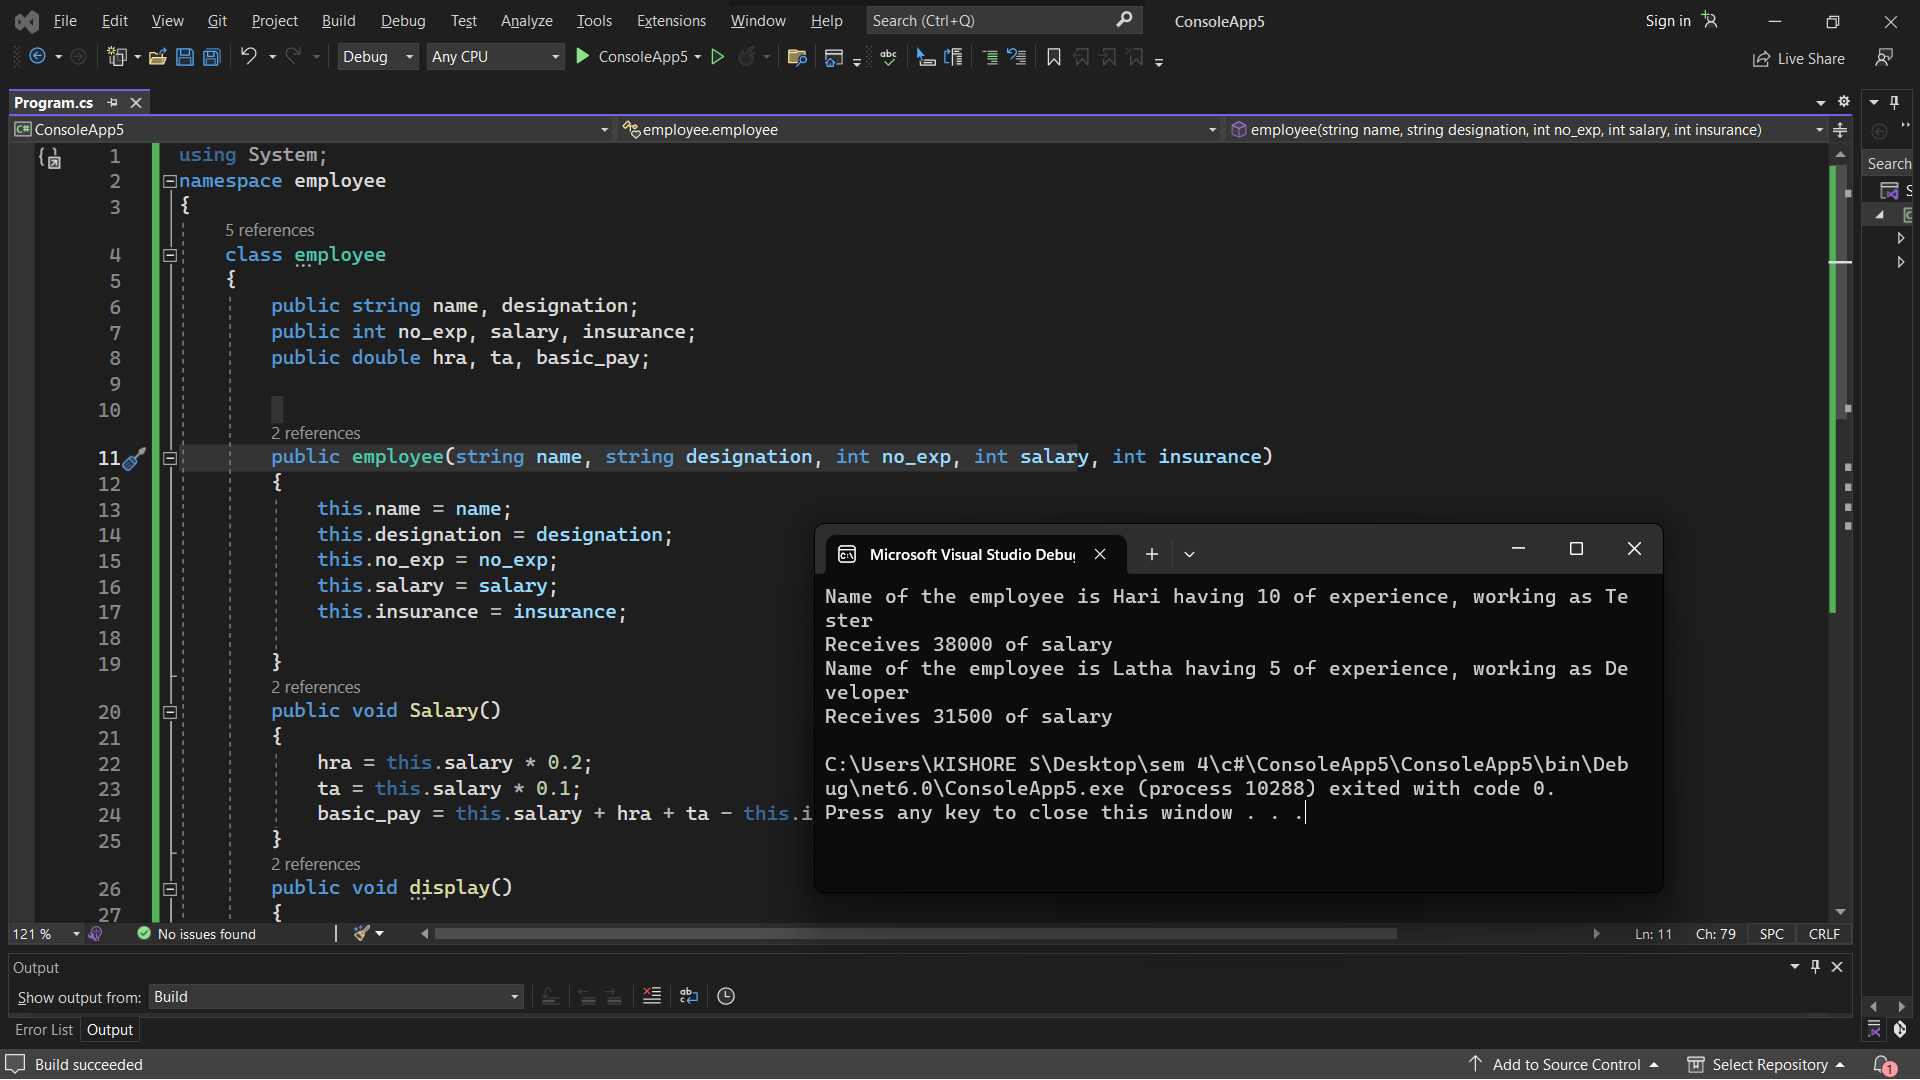 File Edit View Git Project Build Debug Test Analyze Tools Extensions Window Help Search (Ctrl+Q) ConsoleApp5 Sign in
Debug Any CPU ConsoleApp5 Live Share
Program.cs
ConsoleApp5 employee.employee employee(string name, string designation, int no_exp, int salary, int insurance)
Search
1 using System;
2 namespace employee
3 {
5 references
4 class employee
5 {
6 public string name, designation;
7 public int no_exp, salary, insurance;
8 public double hra, ta, basic_pay;
9
10
2 references
11 public employee(string name, string designation, int no_exp, int salary, int insurance)
12 {
13 this.name = name;
14 this.designation = designation;
15 this.no_exp = no_exp;
16 this.salary = salary;
17 this.insurance = insurance;
18
19 }
2 references
20 public void Salary()
21 {
22 hra = this.salary * 0.2;
23 ta = this.salary * 0.1;
24 basic_pay = this.salary + hra + ta - this.i
25 }
2 references
26 public void display()
27 {
Microsoft Visual Studio Debug
Name of the employee is Hari having 10 of experience, working as Te
ster
Receives 38000 of salary
Name of the employee is Latha having 5 of experience, working as De
veloper
Receives 31500 of salary
C:\Users\KISHORE S\Desktop\sem 4\c#\ConsoleApp5\ConsoleApp5\bin\Deb
ug\net6.0\ConsoleApp5.exe (process 10288) exited with code 0.
Press any key to close this window . . .
121 % No issues found Ln: 11 Ch: 79 SPC CRLF
Output
Show output from: Build
Error List Output
Build succeeded Add to Source Control Select Repository 1